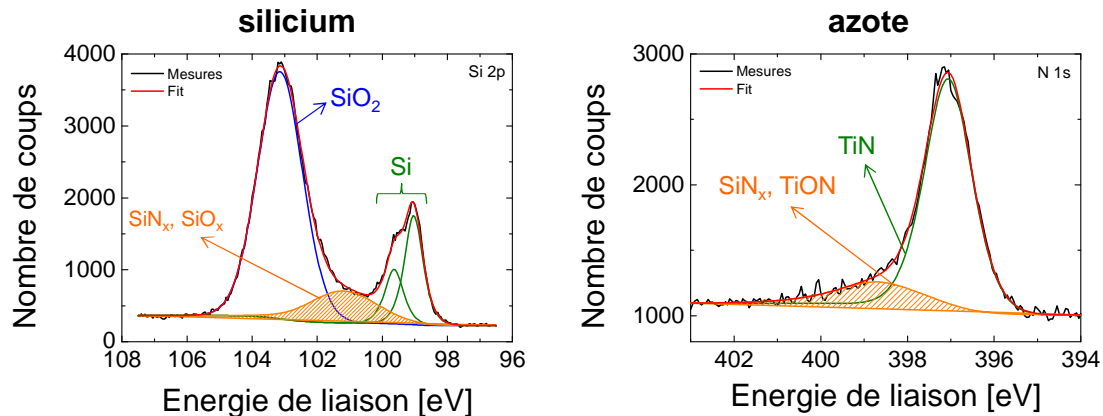 silicium
4000
3000
2000
1000
0
Nombre de coups
Mesures
Fit
Si 2p
SiO2
Si
SiNx, SiOx
108 106 104 102 100 98 96
Energie de liaison [eV]
azote
3000
2000
1000
Nombre de coups
Mesures
Fit
N 1s
TiN
SiNx, TiON
402 400 398 396 394
Energie de liaison [eV]